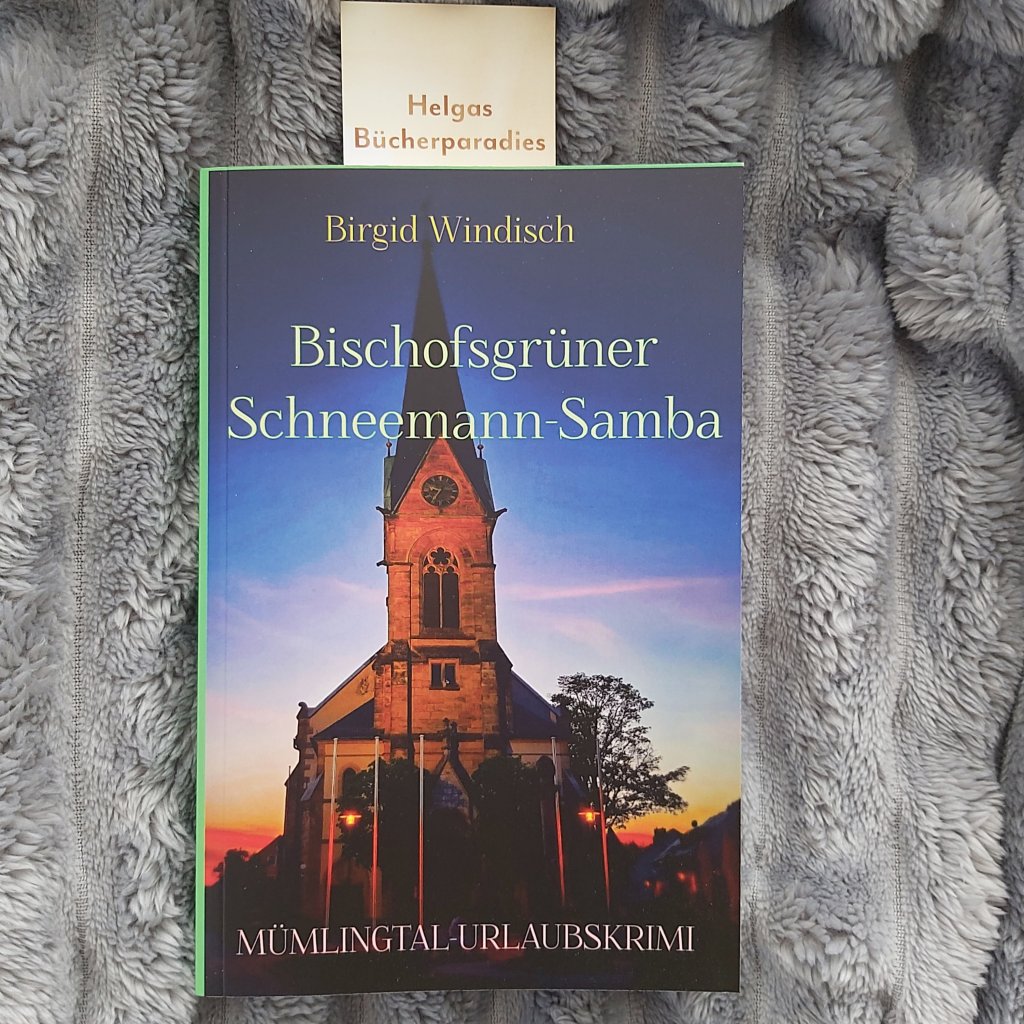 Helgas
Bücherparadies
Birgid Windisch
Bischofsgrüner
Schneemann-Samba
MÜMLINGTAL-URLAUBSKRIMI